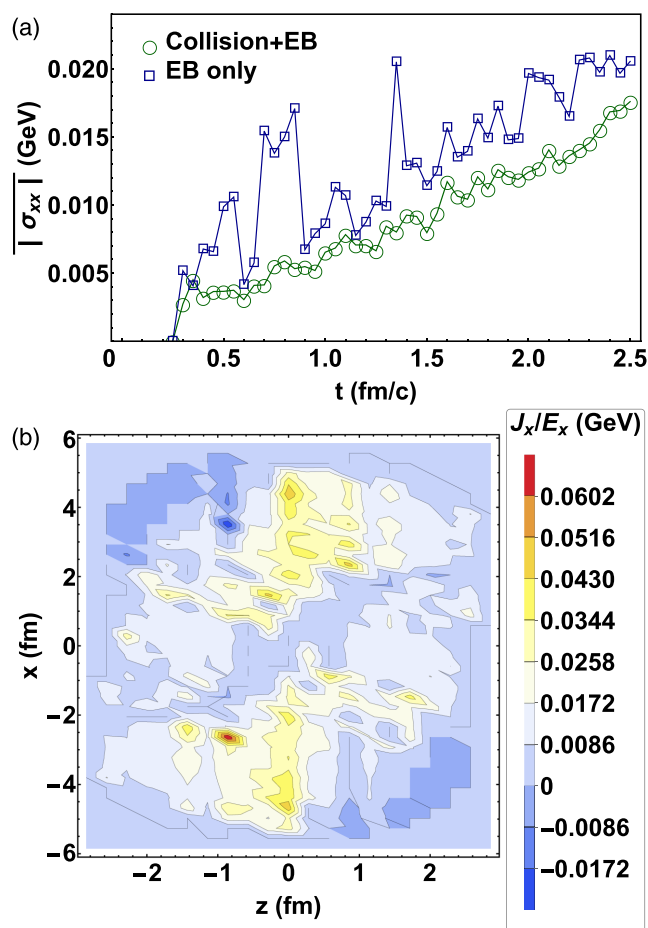 (a)
Collision+EB
EB only
| σxx | (GeV)
0.020
0.015
0.010
0.005
0 0.5 1.0 1.5 2.0 2.5
t (fm/c)
(b)
Jx/Ex (GeV)
x (fm)
6
4
2
0
−2
−4
−6
−2 −1 0 1 2
z (fm)
0.0602
0.0516
0.0430
0.0344
0.0258
0.0172
0.0086
0
−0.0086
−0.0172